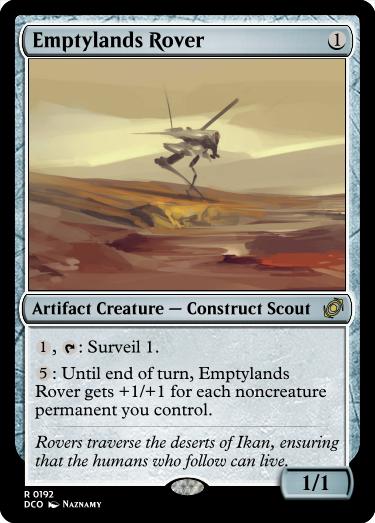 Emptylands Rover 1
Artifact Creature — Construct Scout
1, : Surveil 1.
5: Until end of turn, Emptylands
Rover gets +1/+1 for each noncreature
permanent you control.
Rovers traverse the deserts of Ikan, ensuring
that the humans who follow can live.
1/1
R 0192
DCO Naznamy